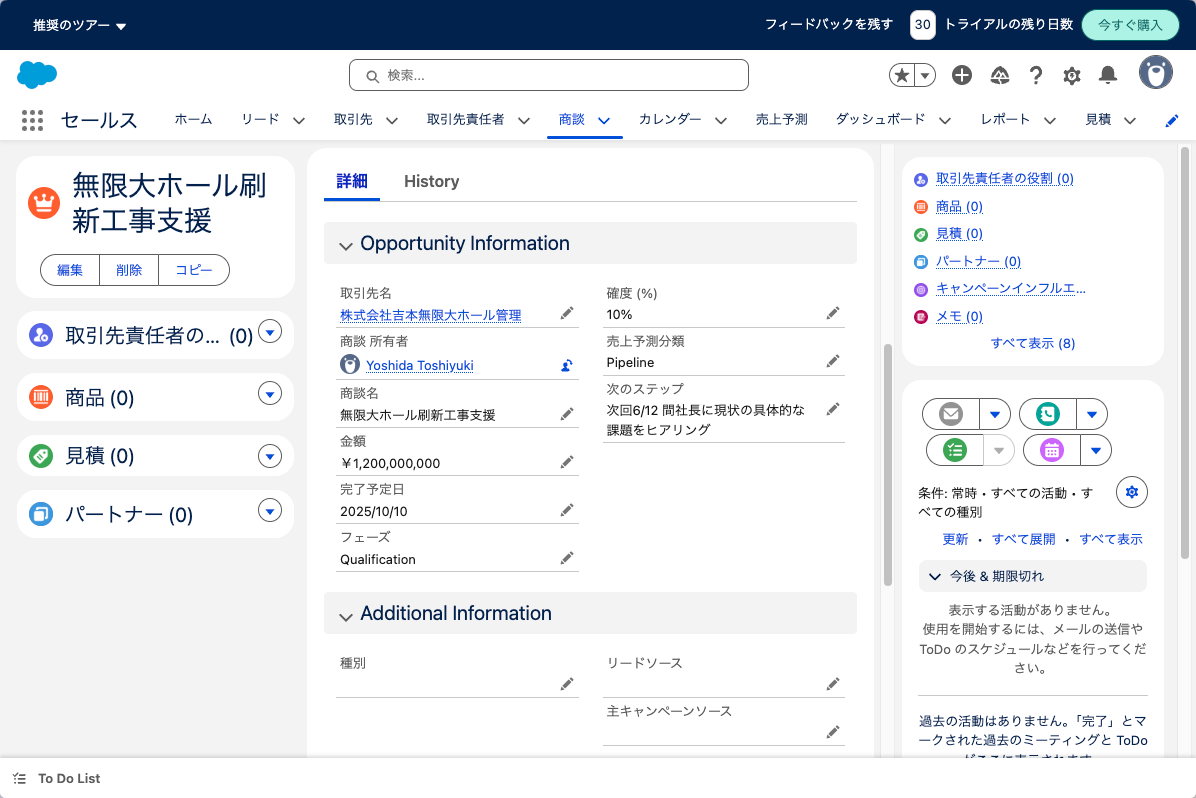 推奨のツアー
フィードバックを残す
30
トライアルの残り日数
今すぐ購入
検索...
セールス
ホーム
リード
取引先
取引先責任者
商談
カレンダー
売上予測
ダッシュボード
レポート
見積
無限大ホール刷
新工事支援
編集
削除
コピー
取引先責任者の... (0)
商品 (0)
見積 (0)
パートナー (0)
詳細
History
Opportunity Information
取引先名
株式会社吉本無限大ホール管理
商談 所有者
Yoshida Toshiyuki
商談名
無限大ホール刷新工事支援
金額
￥1,200,000,000
完了予定日
2025/10/10
フェーズ
Qualification
確度 (%)
10%
売上予測分類
Pipeline
次のステップ
次回6/12 間社長に現状の具体的な
課題をヒアリング
Additional Information
種別
リードソース
主キャンペーンソース
取引先責任者の役割 (0)
商品 (0)
見積 (0)
パートナー (0)
キャンペーンインフルエ...
メモ (0)
すべて表示 (8)
条件: 常時・すべての活動・す
べての種別
更新 ・ すべて展開 ・ すべて表示
今後 & 期限切れ
表示する活動がありません。
使用を開始するには、メールの送信や
ToDo のスケジュールなどを行ってくだ
さい。
過去の活動はありません。「完了」とマ
ークされた過去のミーティングと ToDo
To Do List